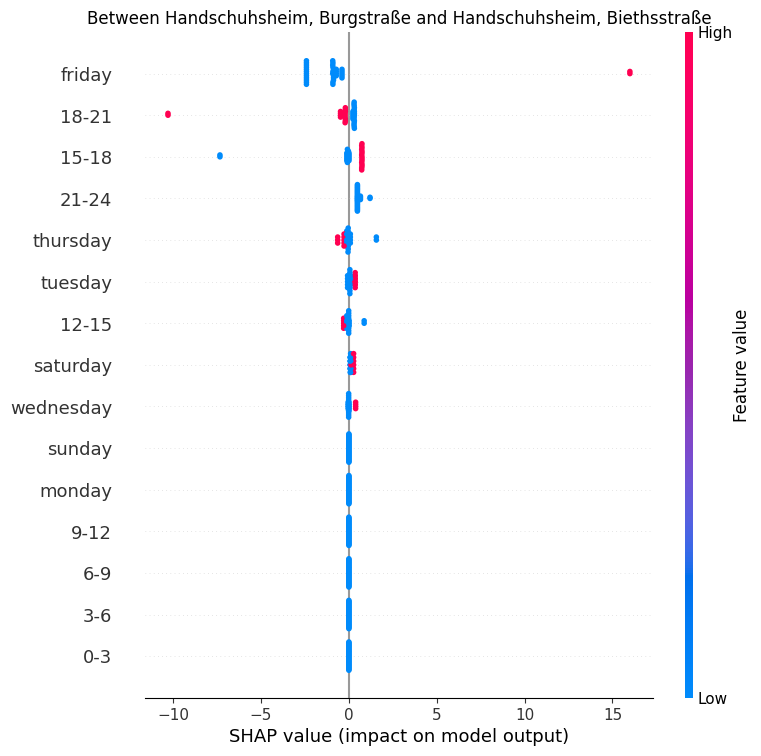 Between Handschuhsheim, Burgstraße and Handschuhsheim, Biethsstraße
High
friday
18-21
15-18
21-24
thursday
tuesday
12-15
saturday
wednesday
sunday
monday
9-12
6-9
3-6
0-3
Feature value
Low
−10 −5 0 5 10 15
SHAP value (impact on model output)